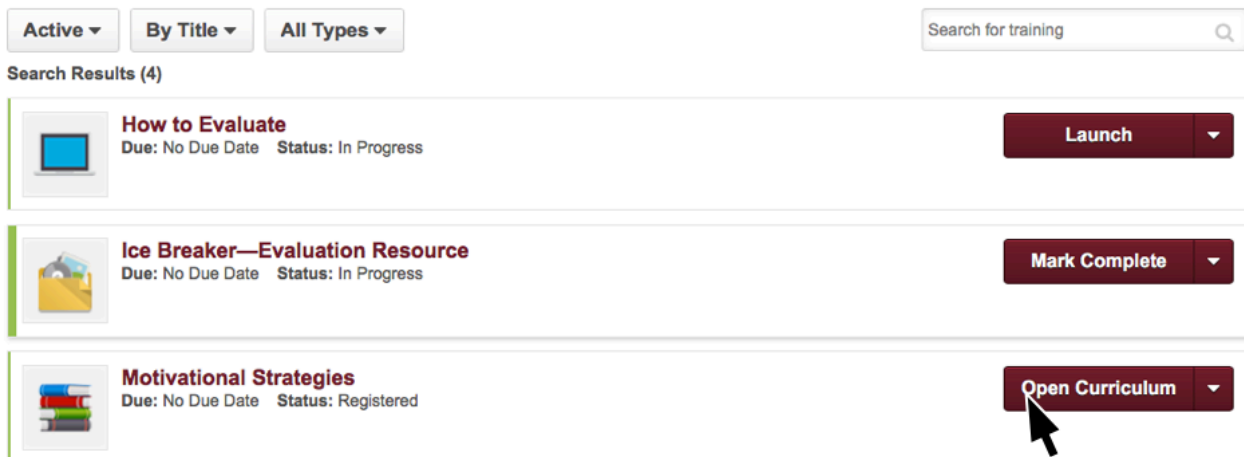 Active By Title All Types Search for training
Search Results (4)
How to Evaluate
Due: No Due Date Status: In Progress
Launch
Ice Breaker—Evaluation Resource
Due: No Due Date Status: In Progress
Mark Complete
Motivational Strategies
Due: No Due Date Status: Registered
Open Curriculum